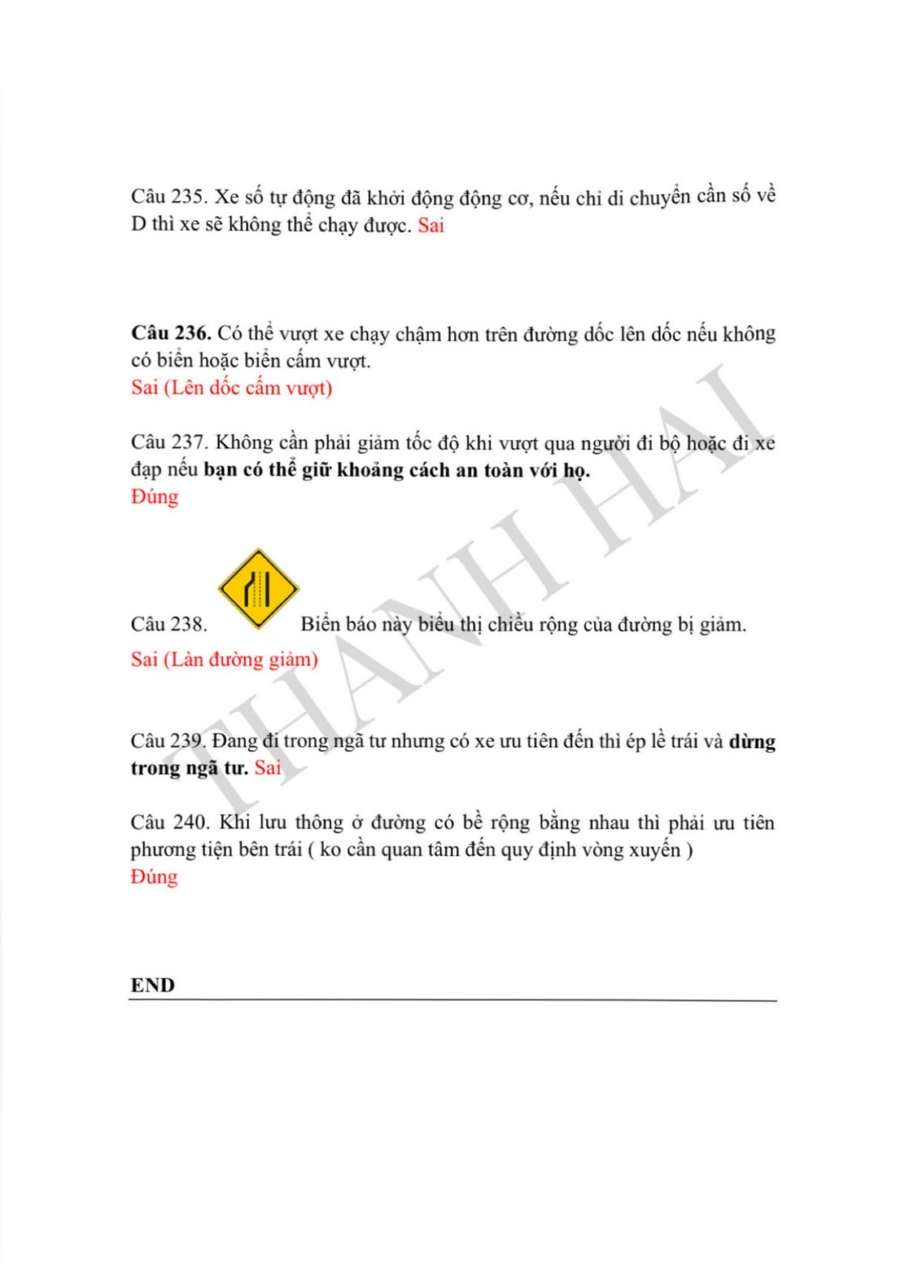 Câu 235. Xe số tự động đã khởi động động cơ, nếu chỉ di chuyển cần số về
D thì xe sẽ không thể chạy được. Sai
Câu 236. Có thể vượt xe chạy chậm hơn trên đường dốc lên dốc nếu không
có biển hoặc biển cấm vượt.
Sai (Lên dốc cấm vượt)
Câu 237. Không cần phải giảm tốc độ khi vượt qua người đi bộ hoặc đi xe
đạp nếu bạn có thể giữ khoảng cách an toàn với họ.
Đúng
Câu 238. Biển báo này biểu thị chiều rộng của đường bị giảm.
Sai (Làn đường giảm)
Câu 239. Đang đi trong ngã tư nhưng có xe ưu tiên đến thì ép lề trái và dừng
trong ngã tư. Sai
Câu 240. Khi lưu thông ở đường có bề rộng bằng nhau thì phải ưu tiên
phương tiện bên trái ( ko cần quan tâm đến quy định vòng xuyến )
Đúng
END
THANH HAI